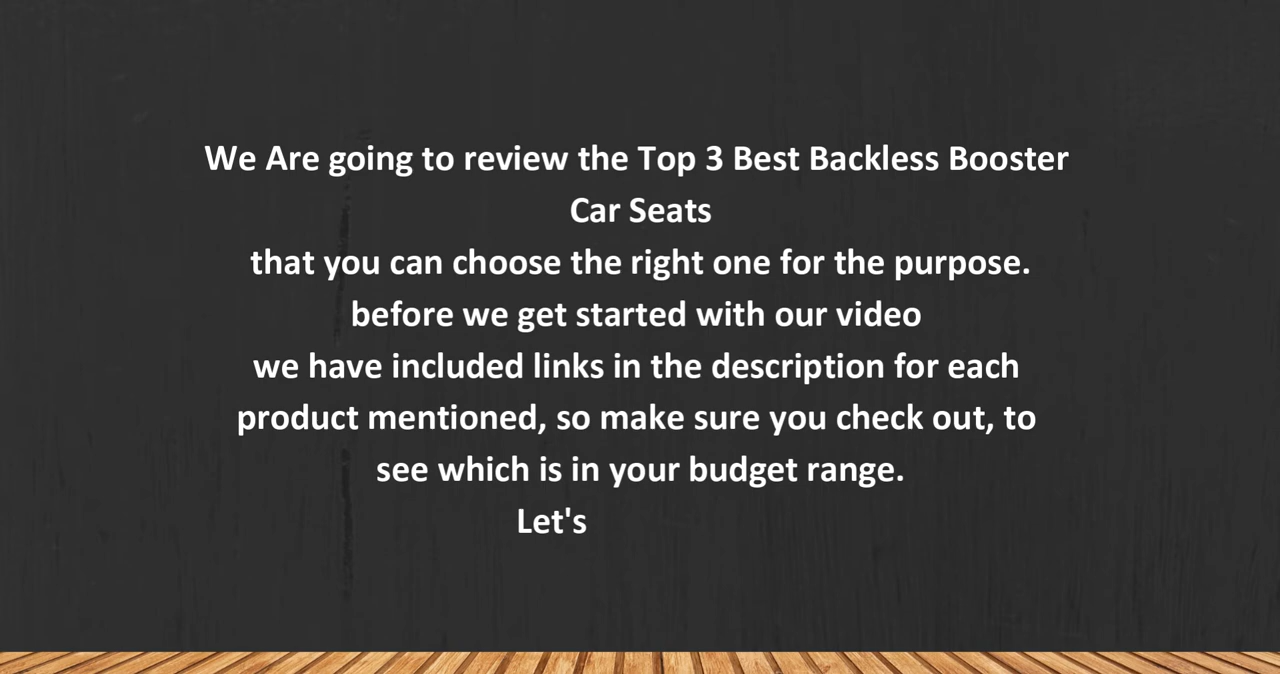 We Are going to review the Top 3 Best Backless Booster
Car Seats
that you can choose the right one for the purpose.
before we get started with our video
we have included links in the description for each
product mentioned, so make sure you check out, to
see which is in your budget range.
Let's